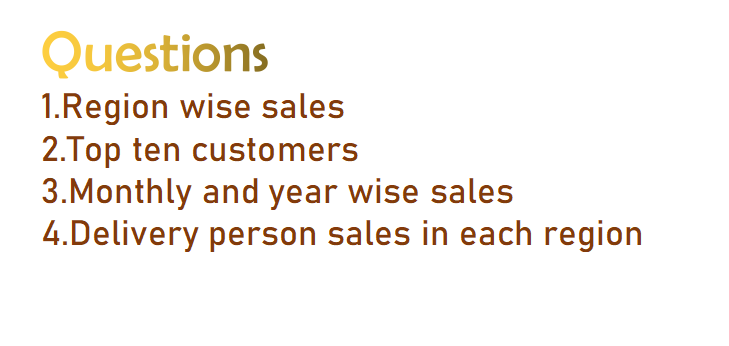 Questions
1.Region wise sales
2.Top ten customers
3.Monthly and year wise sales
4.Delivery person sales in each region